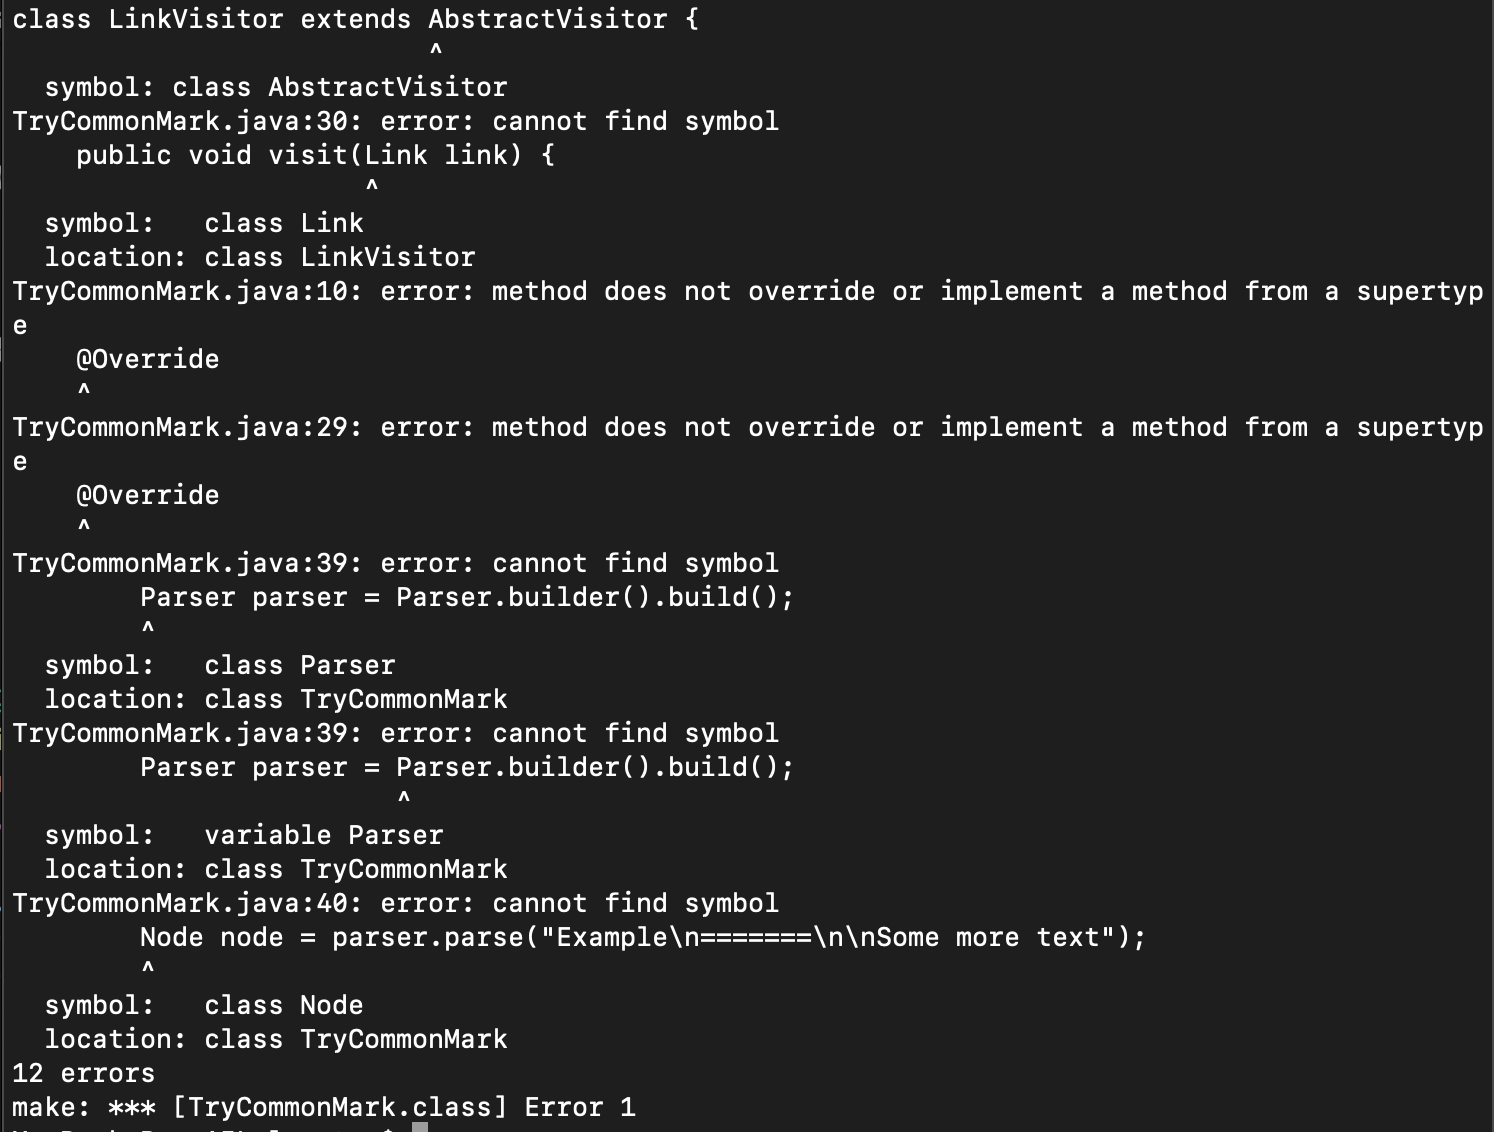 class LinkVisitor extends AbstractVisitor {
^
symbol: class AbstractVisitor
TryCommonMark.java:30: error: cannot find symbol
public void visit(Link link) {
^
symbol:   class Link
location: class LinkVisitor
TryCommonMark.java:10: error: method does not override or implement a method from a supertyp
e
@Override
^
TryCommonMark.java:29: error: method does not override or implement a method from a supertyp
e
@Override
^
TryCommonMark.java:39: error: cannot find symbol
Parser parser = Parser.builder().build();
^
symbol:   class Parser
location: class TryCommonMark
TryCommonMark.java:39: error: cannot find symbol
Parser parser = Parser.builder().build();
^
symbol:   variable Parser
location: class TryCommonMark
TryCommonMark.java:40: error: cannot find symbol
Node node = parser.parse("Example\n=======\n\nSome more text");
^
symbol:   class Node
location: class TryCommonMark
12 errors
make: *** [TryCommonMark.class] Error 1